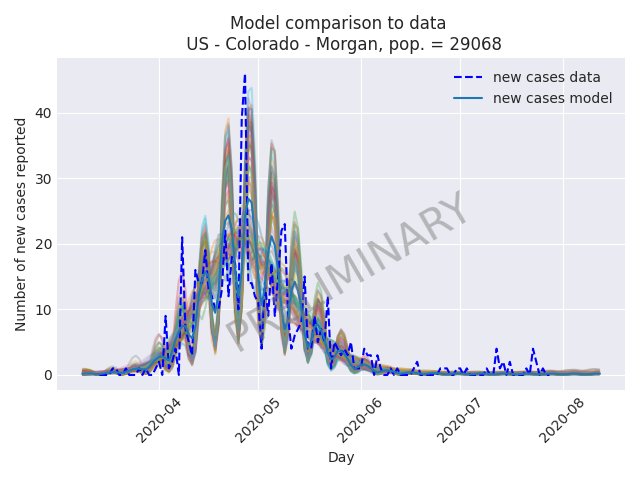 Model comparison to data
US - Colorado - Morgan, pop. = 29068
new cases data
new cases model
Number of new cases reported
40
30
20
10
0
PRELIMINARY
2020-04
2020-05
2020-06
2020-07
2020-08
Day